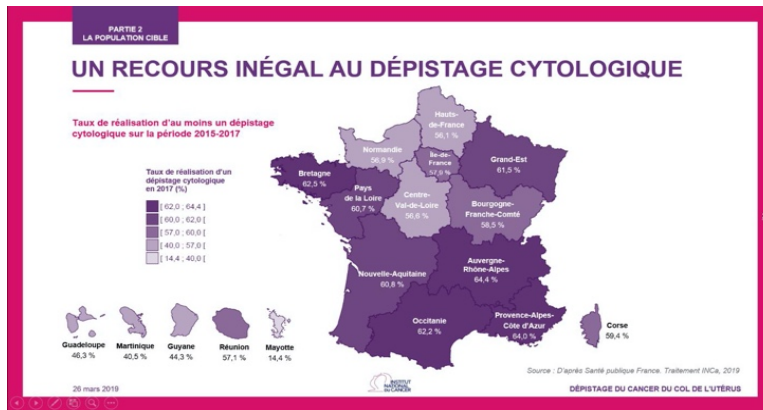 PARTIE 2
LA POPULATION CIBLE
UN RECOURS INÉGAL AU DÉPISTAGE CYTOLOGIQUE
Taux de réalisation d'au moins un dépistage
cytologique sur la période 2015-2017
Taux de réalisation d'un
dépistage cytologique
en 2017 (%)
[ 62,0 ; 64,4 ]
[ 60,0 ; 62,0 [
[ 57,0 ; 60,0 [
[ 40,0 ; 57,0 [
[ 14,4 ; 40,0 [
Hauts-
de-France
56,1 %
Normandie
56,9 %
Île-de-
France
57,9 %
Grand-Est
61,5 %
Bretagne
62,5 %
Pays
de la Loire
60,7 %
Centre-
Val-de-Loire
56,6 %
Bourgogne-
Franche-Comté
58,5 %
Nouvelle-Aquitaine
60,8 %
Auvergne-
Rhône-Alpes
64,4 %
Occitanie
62,2 %
Provence-Alpes-
Côte d'Azur
64,0 %
Corse
59,4 %
Guadeloupe
46,3 %
Martinique
40,5 %
Guyane
44,3 %
Réunion
57,1 %
Mayotte
14,4 %
Source : D'après Santé publique France. Traitement INCa, 2019
26 mars 2019
INSTITUT
NATIONAL
DU CANCER
DÉPISTAGE DU CANCER DU COL DE L'UTÉRUS